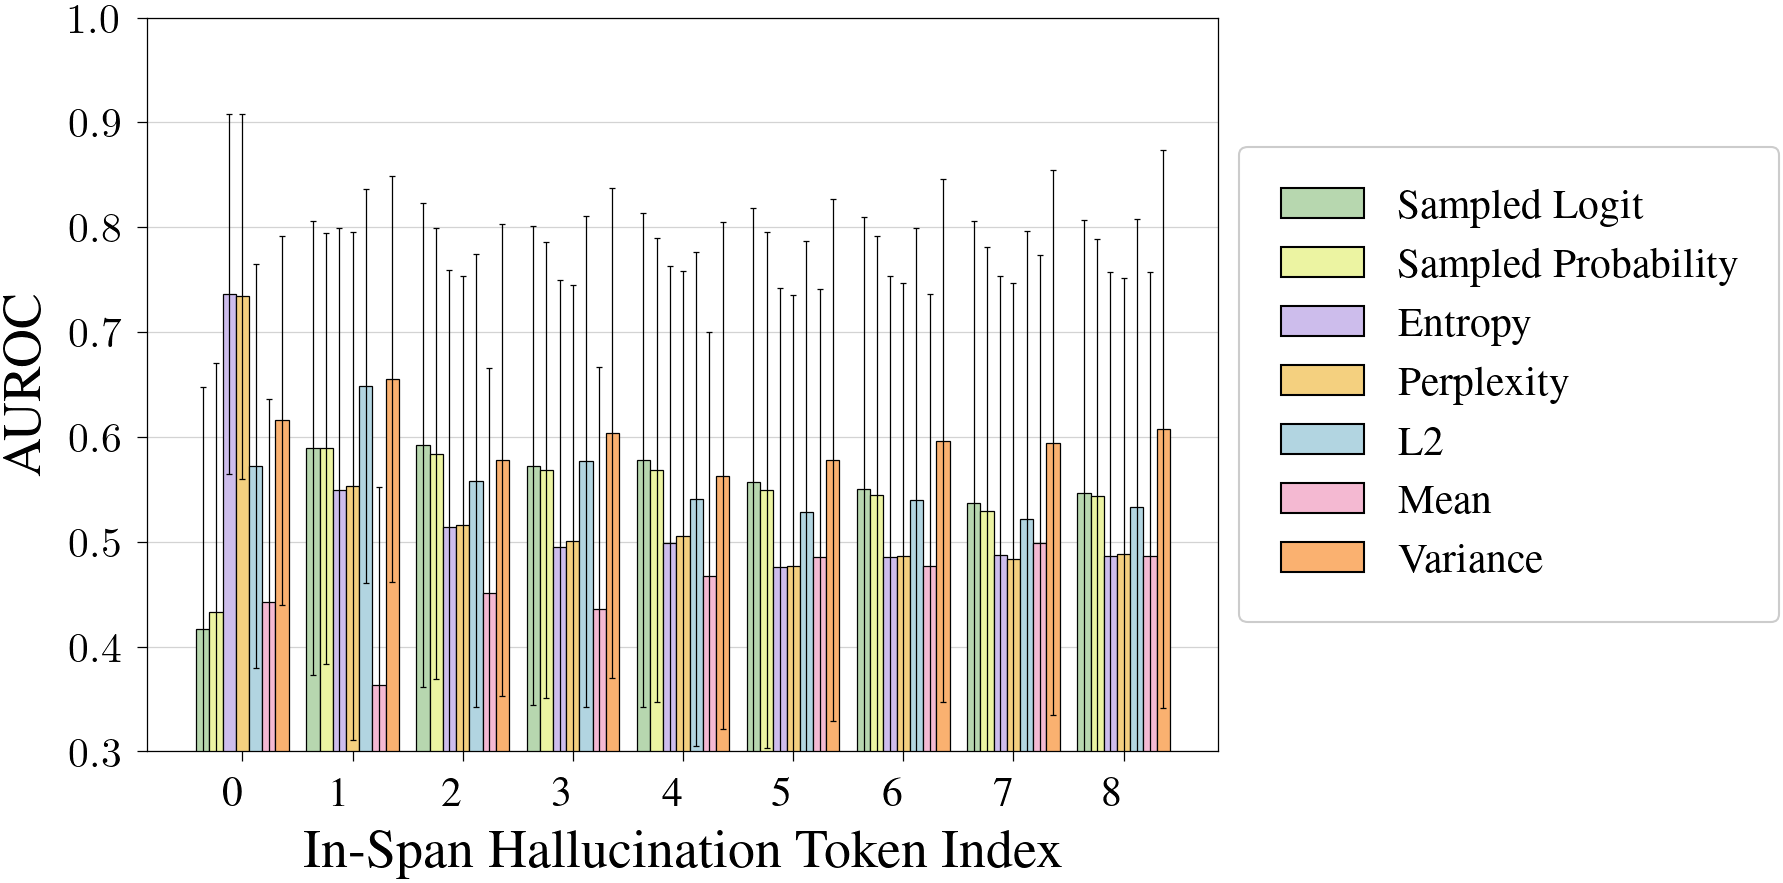 1.0
0.9
0.8
0.7
0.6
0.5
0.4
0.3
AUROC
0 1 2 3 4 5 6 7 8
In-Span Hallucination Token Index
Sampled Logit
Sampled Probability
Entropy
Perplexity
L2
Mean
Variance